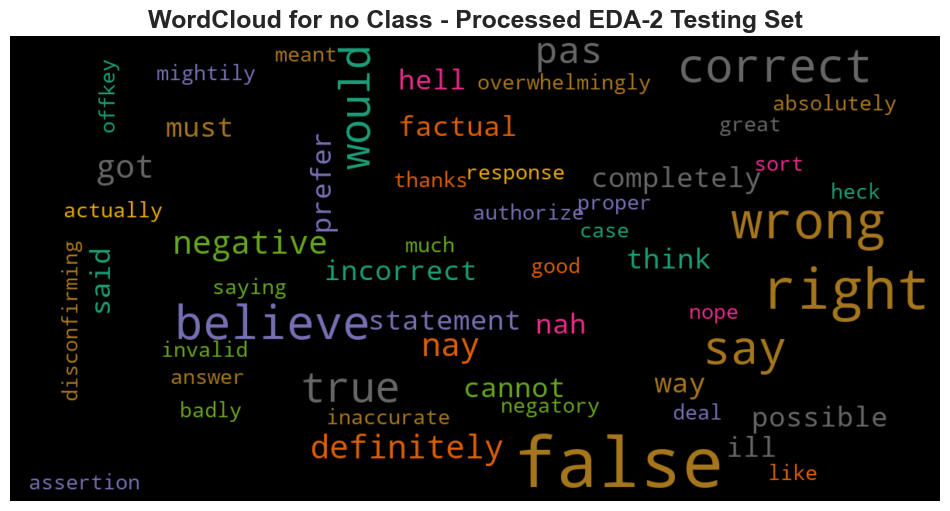 WordCloud for no Class - Processed EDA-2 Testing Set
meant
would
pas
correct
offkey
mightily
hell
overwhelmingly
absolutely
must
factual
great
got
prefer
thanks
response
completely
sort
heck
actually
authorize
proper
wrong
negative
much
case
think
disconfirming
said
incorrect
good
right
saying
believe
statement
nah
nope
invalid
nay
say
answer
true
cannot
way
badly
inaccurate
negatory
deal
possible
definitely
false
ill
like
assertion